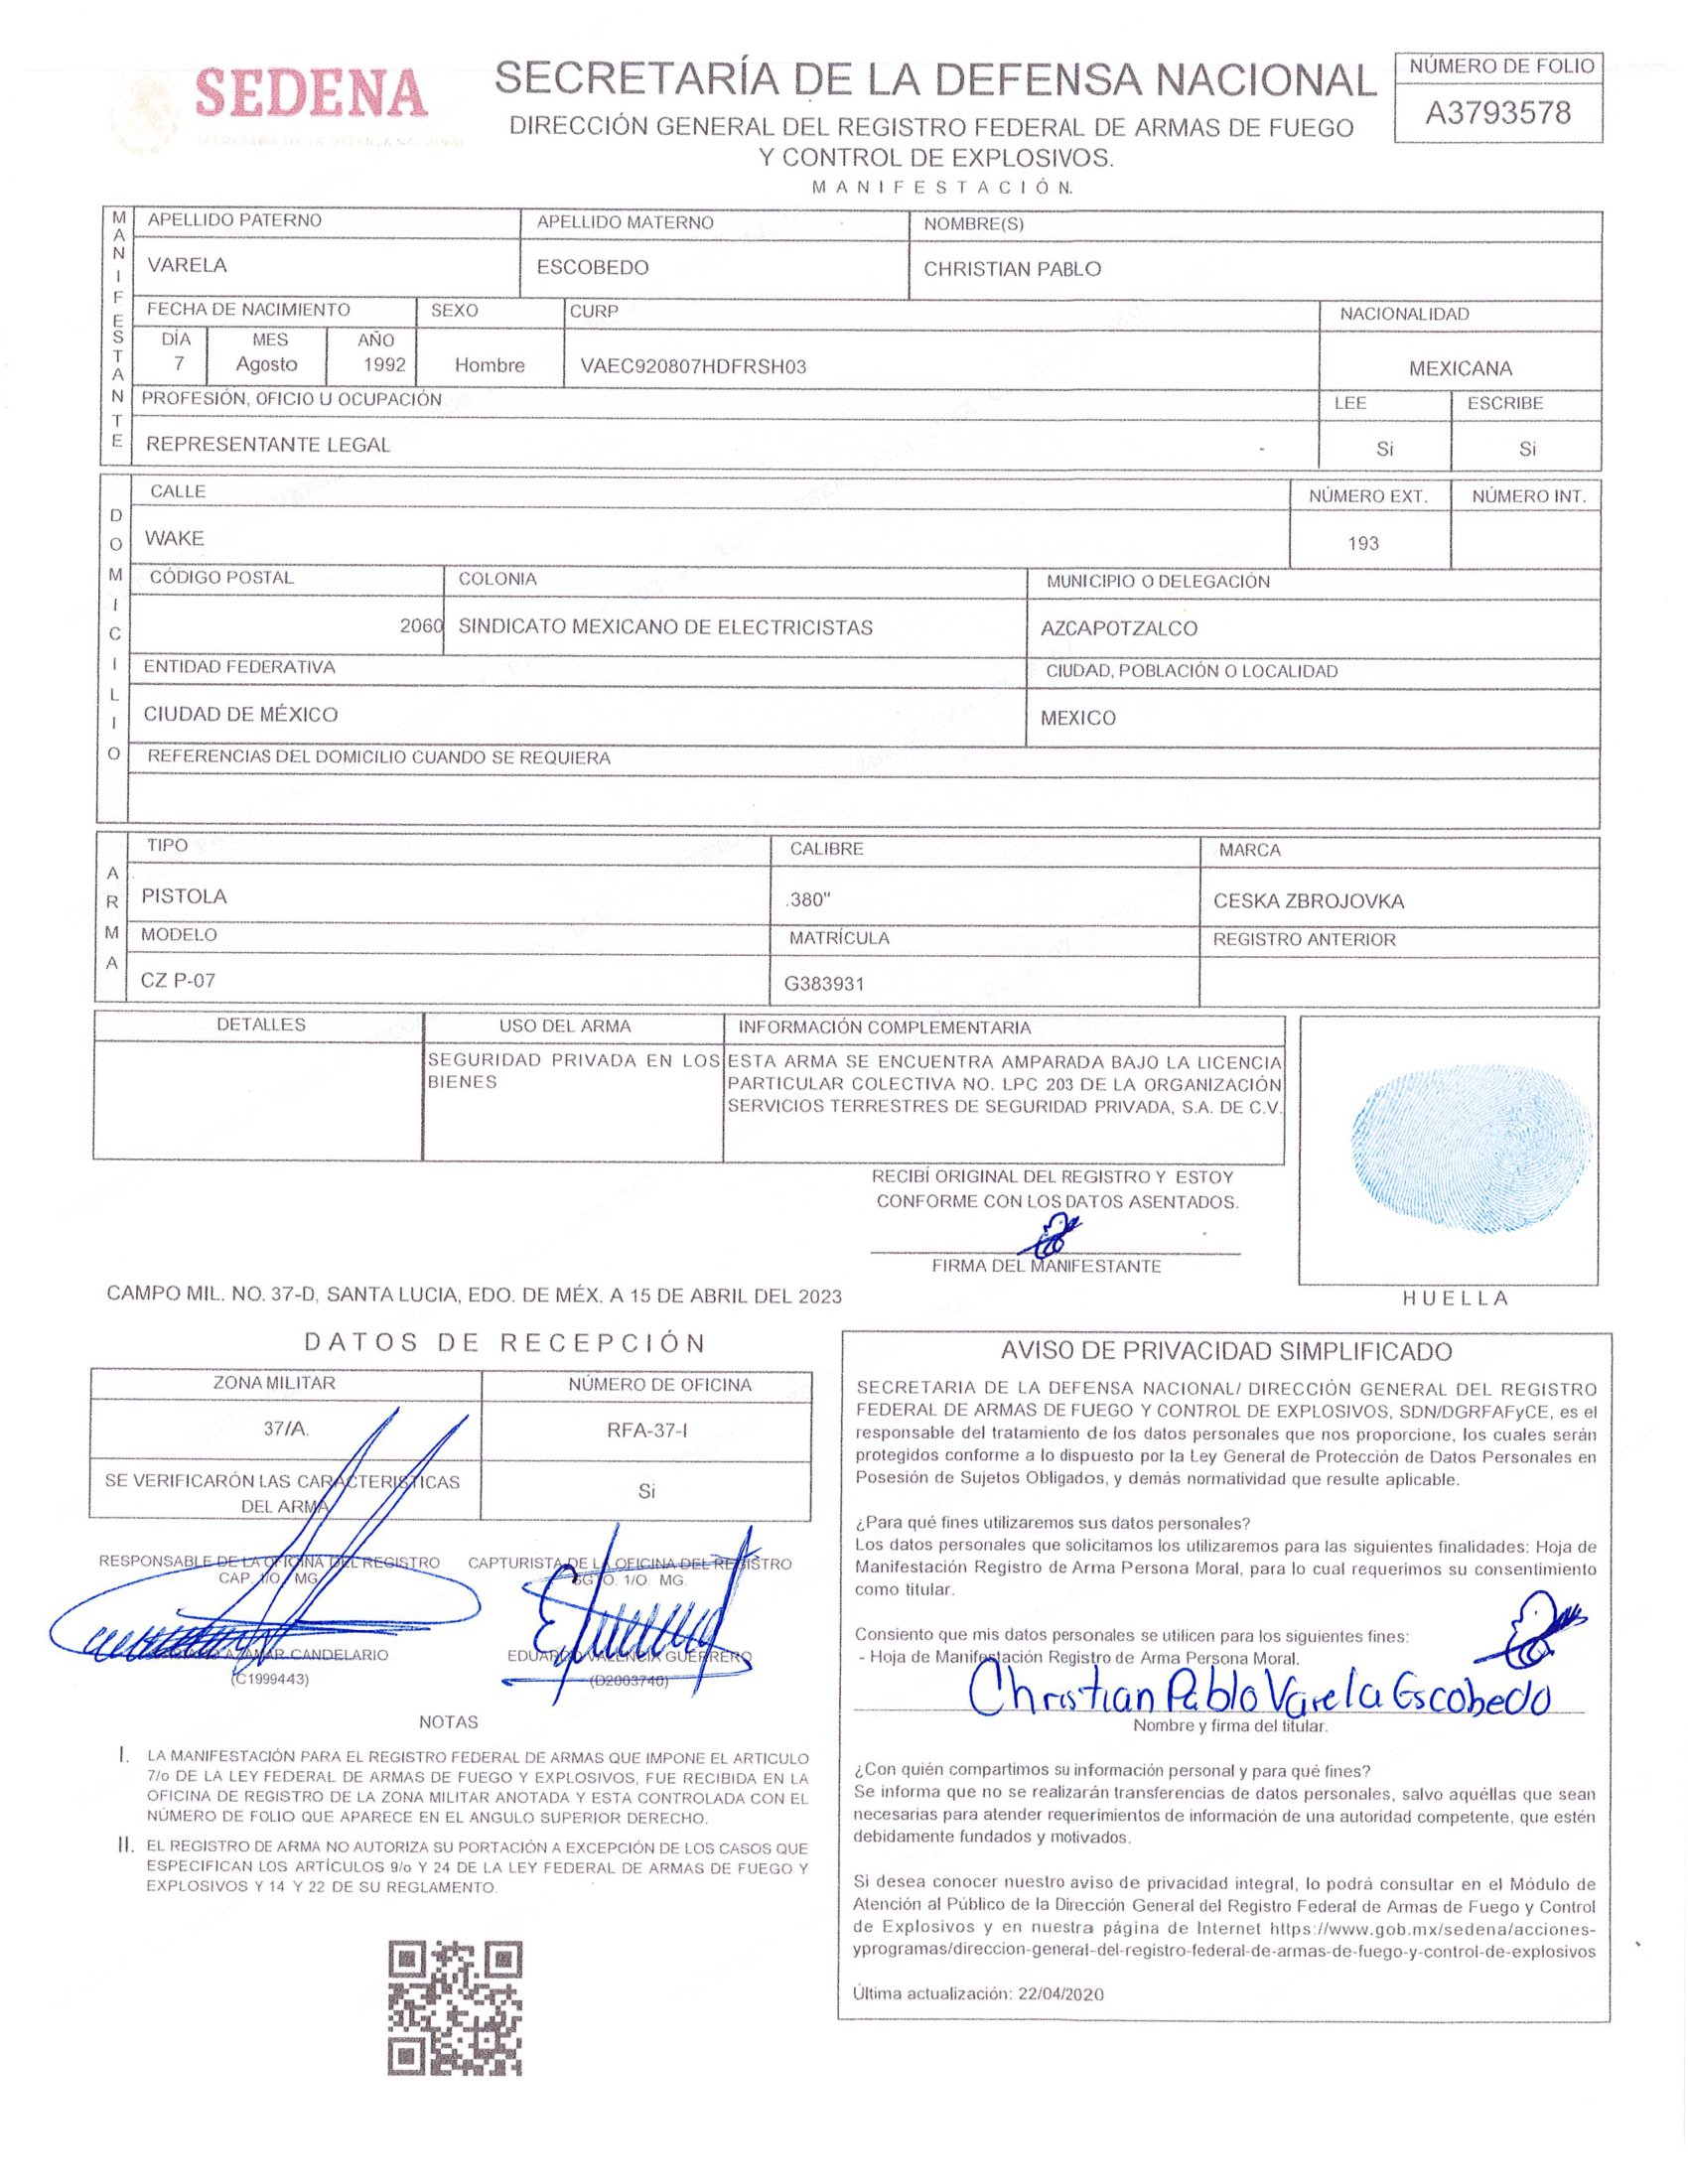 SEDENA
SECRETARÍA DE LA DEFENSA NACIONAL
SECRETARÍA DE LA DEFENSA NACIONAL
DIRECCIÓN GENERAL DEL REGISTRO FEDERAL DE ARMAS DE FUEGO
Y CONTROL DE EXPLOSIVOS.
MANIFESTACIÓN.
NÚMERO DE FOLIO
A3793578
MANIFESTANTE
APELLIDO PATERNO APELLIDO MATERNO NOMBRE(S)
VARELA ESCOBEDO CHRISTIAN PABLO
FECHA DE NACIMIENTO SEXO CURP NACIONALIDAD
DÍA MES AÑO
7 Agosto 1992 Hombre VAEC920807HDFRSH03 MEXICANA
PROFESIÓN, OFICIO U OCUPACIÓN LEE ESCRIBE
REPRESENTANTE LEGAL - Si Si
DOMICILIO
CALLE NÚMERO EXT. NÚMERO INT.
WAKE 193
CÓDIGO POSTAL COLONIA MUNICIPIO O DELEGACIÓN
2060 SINDICATO MEXICANO DE ELECTRICISTAS AZCAPOTZALCO
ENTIDAD FEDERATIVA CIUDAD, POBLACIÓN O LOCALIDAD
CIUDAD DE MÉXICO MEXICO
REFERENCIAS DEL DOMICILIO CUANDO SE REQUIERA
ARMA
TIPO CALIBRE MARCA
PISTOLA .380" CESKA ZBROJOVKA
MODELO MATRÍCULA REGISTRO ANTERIOR
CZ P-07 G383931
DETALLES USO DEL ARMA INFORMACIÓN COMPLEMENTARIA
SEGURIDAD PRIVADA EN LOS
BIENES
ESTA ARMA SE ENCUENTRA AMPARADA BAJO LA LICENCIA
PARTICULAR COLECTIVA NO. LPC 203 DE LA ORGANIZACIÓN
SERVICIOS TERRESTRES DE SEGURIDAD PRIVADA, S.A. DE C.V.
RECIBÍ ORIGINAL DEL REGISTRO Y ESTOY
CONFORME CON LOS DATOS ASENTADOS.
FIRMA DEL MANIFESTANTE
HUELLA
CAMPO MIL. NO. 37-D, SANTA LUCIA, EDO. DE MÉX. A 15 DE ABRIL DEL 2023
DATOS DE RECEPCIÓN
ZONA MILITAR NÚMERO DE OFICINA
37/A. RFA-37-I
SE VERIFICARÓN LAS CARACTERISTICAS
DEL ARMA
Si
RESPONSABLE DE LA OFICINA DEL REGISTRO
CAP. 1/O. MG.
AZAMAR CANDELARIO
(C1999443)
CAPTURISTA DE LA OFICINA DEL REGISTRO
SGTO. 1/O. MG.
EDUARDO VALENCIA GUERRERO
(D2003740)
NOTAS
I. LA MANIFESTACIÓN PARA EL REGISTRO FEDERAL DE ARMAS QUE IMPONE EL ARTICULO
7/o DE LA LEY FEDERAL DE ARMAS DE FUEGO Y EXPLOSIVOS, FUE RECIBIDA EN LA
OFICINA DE REGISTRO DE LA ZONA MILITAR ANOTADA Y ESTA CONTROLADA CON EL
NÚMERO DE FOLIO QUE APARECE EN EL ANGULO SUPERIOR DERECHO.
II. EL REGISTRO DE ARMA NO AUTORIZA SU PORTACIÓN A EXCEPCIÓN DE LOS CASOS QUE
ESPECIFICAN LOS ARTÍCULOS 9/o Y 24 DE LA LEY FEDERAL DE ARMAS DE FUEGO Y
EXPLOSIVOS Y 14 Y 22 DE SU REGLAMENTO.
AVISO DE PRIVACIDAD SIMPLIFICADO
SECRETARIA DE LA DEFENSA NACIONAL/ DIRECCIÓN GENERAL DEL REGISTRO
FEDERAL DE ARMAS DE FUEGO Y CONTROL DE EXPLOSIVOS, SDN/DGRFAFyCE, es el
responsable del tratamiento de los datos personales que nos proporcione, los cuales serán
protegidos conforme a lo dispuesto por la Ley General de Protección de Datos Personales en
Posesión de Sujetos Obligados, y demás normatividad que resulte aplicable.
¿Para qué fines utilizaremos sus datos personales?
Los datos personales que solicitamos los utilizaremos para las siguientes finalidades: Hoja de
Manifestación Registro de Arma Persona Moral, para lo cual requerimos su consentimiento
como titular.
Consiento que mis datos personales se utilicen para los siguientes fines:
- Hoja de Manifestación Registro de Arma Persona Moral.
Christian Pablo Varela Escobedo
Nombre y firma del titular.
¿Con quién compartimos su información personal y para qué fines?
Se informa que no se realizarán transferencias de datos personales, salvo aquéllas que sean
necesarias para atender requerimientos de información de una autoridad competente, que estén
debidamente fundados y motivados.
Si desea conocer nuestro aviso de privacidad integral, lo podrá consultar en el Módulo de
Atención al Público de la Dirección General del Registro Federal de Armas de Fuego y Control
de Explosivos y en nuestra página de Internet https://www.gob.mx/sedena/acciones-
yprogramas/direccion-general-del-registro-federal-de-armas-de-fuego-y-control-de-explosivos
Última actualización: 22/04/2020